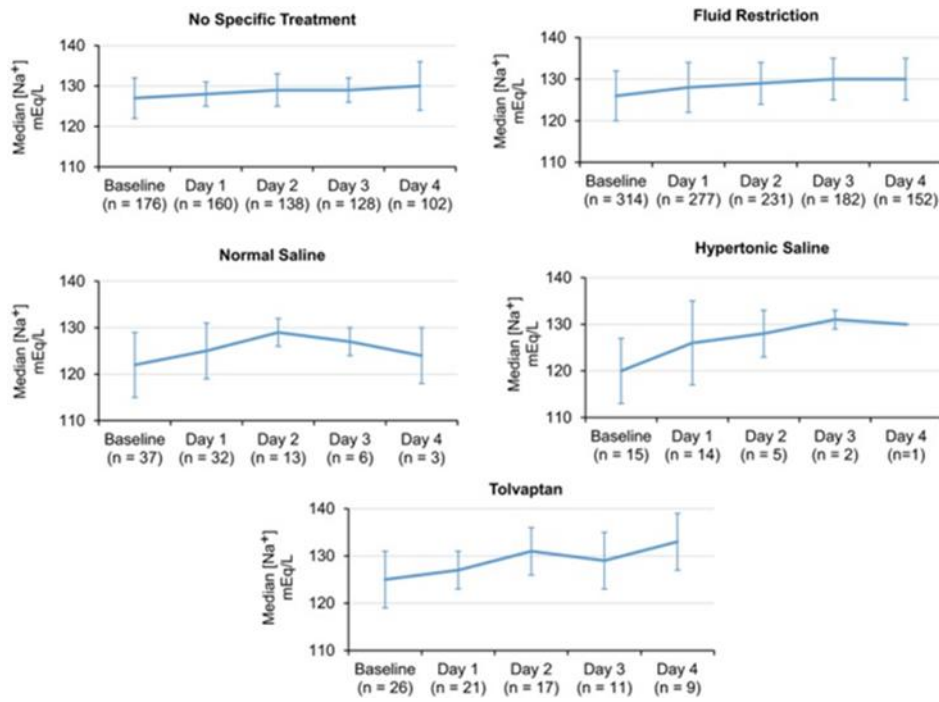 No Specific Treatment
Median [Na⁺]
mEq/L
140
130
120
110
Baseline Day 1 Day 2 Day 3 Day 4
(n = 176) (n = 160) (n = 138) (n = 128) (n = 102)
Fluid Restriction
Median [Na⁺]
mEq/L
140
130
120
110
Baseline Day 1 Day 2 Day 3 Day 4
(n = 314) (n = 277) (n = 231) (n = 182) (n = 152)
Normal Saline
Median [Na⁺]
mEq/L
140
130
120
110
Baseline Day 1 Day 2 Day 3 Day 4
(n = 37) (n = 32) (n = 13) (n = 6) (n = 3)
Hypertonic Saline
Median [Na⁺]
mEq/L
140
130
120
110
Baseline Day 1 Day 2 Day 3 Day 4
(n = 15) (n = 14) (n = 5) (n = 2) (n=1)
Tolvaptan
Median [Na⁺]
mEq/L
140
130
120
110
Baseline Day 1 Day 2 Day 3 Day 4
(n = 26) (n = 21) (n = 17) (n = 11) (n = 9)